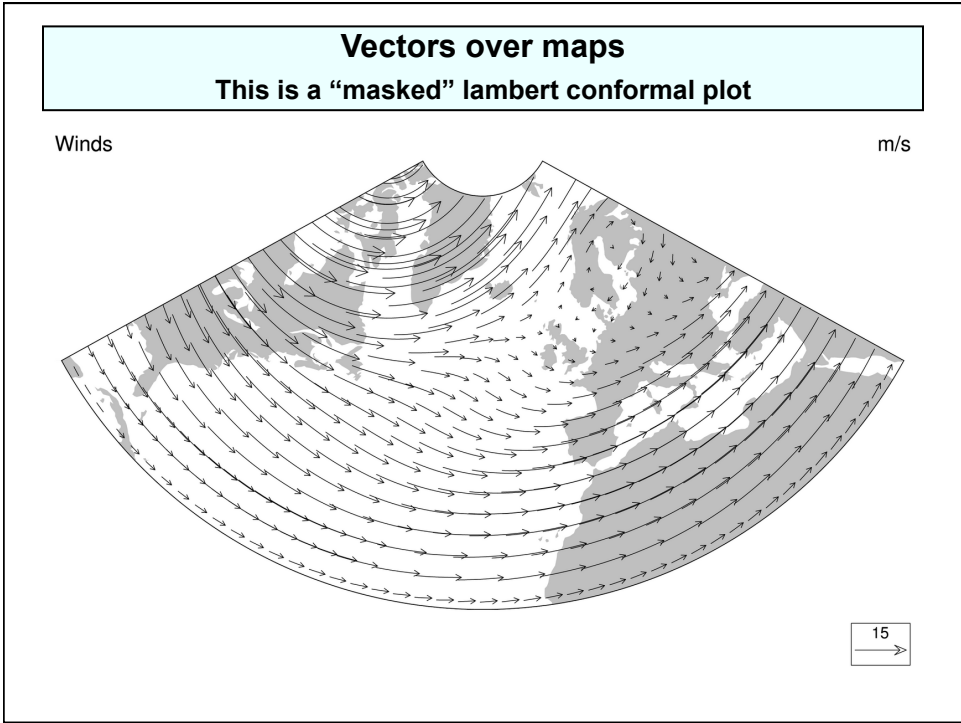 Vectors over maps
This is a “masked” lambert conformal plot
Winds
m/s
15